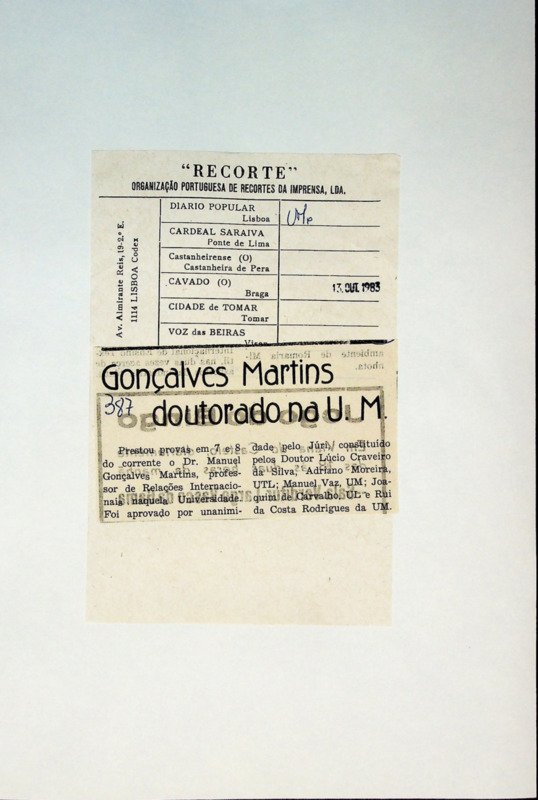 "RECORTE"
ORGANIZAÇÃO PORTUGUESA DE RECORTES DA IMPRENSA, LDA.
Av. Almirante Reis, 19-2.º E.
1114 LISBOA Codex
DIARIO POPULAR
Lisboa
CARDEAL SARAIVA
Ponte de Lima
Castanheirense (O)
Castanheira de Pera
CAVADO (O)
Braga
13. OUT. 1983
CIDADE de TOMAR
Tomar
VOZ das BEIRAS
Gonçalves Martins
387
doutorado na U. M.
Prestou provas em 7 e 8
do corrente o Dr. Manuel
Gonçalves Martins, profes-
sor de Relações Internacio-
nais naquela Universidade.
Foi aprovado por unanimi-
dade pelo Júri, constituído
pelos Doutor Lúcio Craveiro
da Silva, Adriano Moreira,
UTL; Manuel Vaz, UM; Joa-
quim de Carvalho, UL e Rui
da Costa Rodrigues da UM.